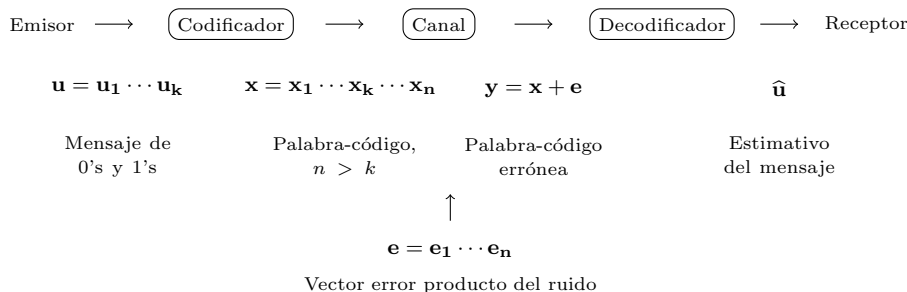 Emisor → Codificador → Canal → Decodificador → Receptor
u = u₁ ⋯ uₖ x = x₁ ⋯ xₖ ⋯ xₙ y = x + e û
Mensaje de Palabra-código, Palabra-código Estimativo
0's y 1's n > k errónea del mensaje
↑
e = e₁ ⋯ eₙ
Vector error producto del ruido